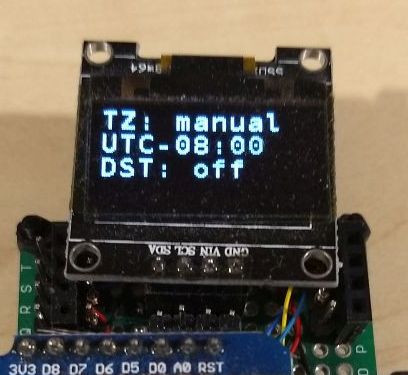 TZ: manual
UTC-08:00
DST: off
GND VIN SCL SDA
Q R S T
O P
3V3 D8 D7 D6 D5 D0 A0 RST